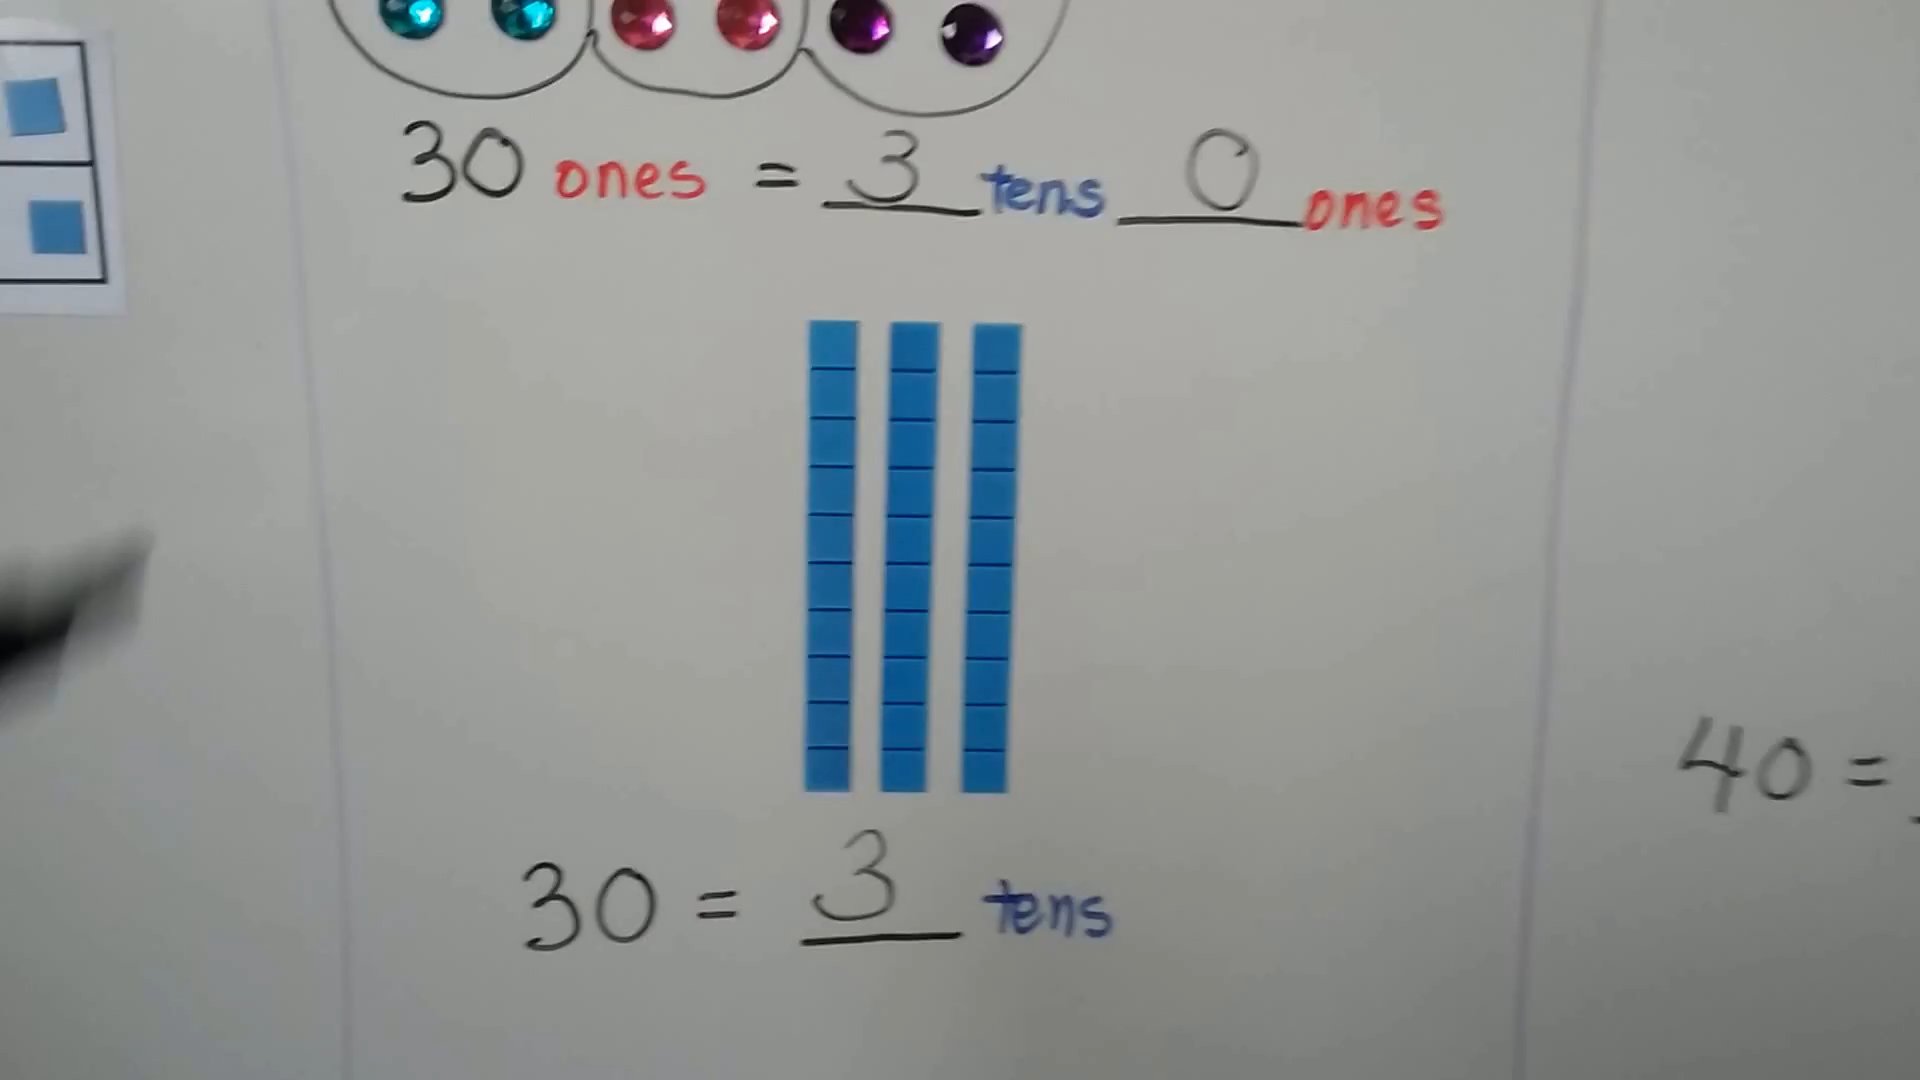 30 ones = 3 tens 0 ones
30 = 3 tens
40 =